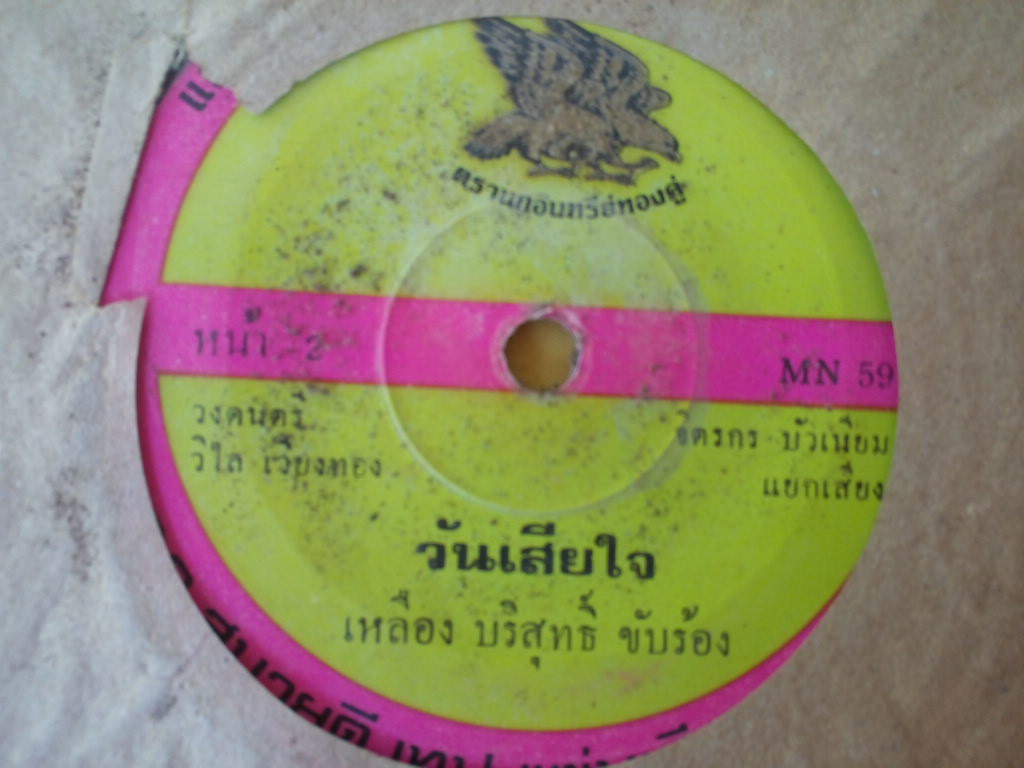 ตรานกอินทรีย์ทองคู่
หน้า 2
MN 59
วงดนตรี
วิไล เวียงทอง
จิตรกร บัวเนียม
แยกเสียง
วันเสียใจ
เหลือง บริสุทธิ์ ขับร้อง